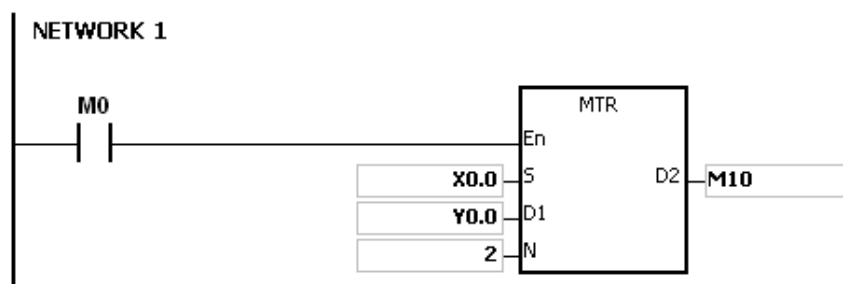 NETWORK 1
M0
MTR
En
X0.0 S D2 M10
Y0.0 D1
2 N